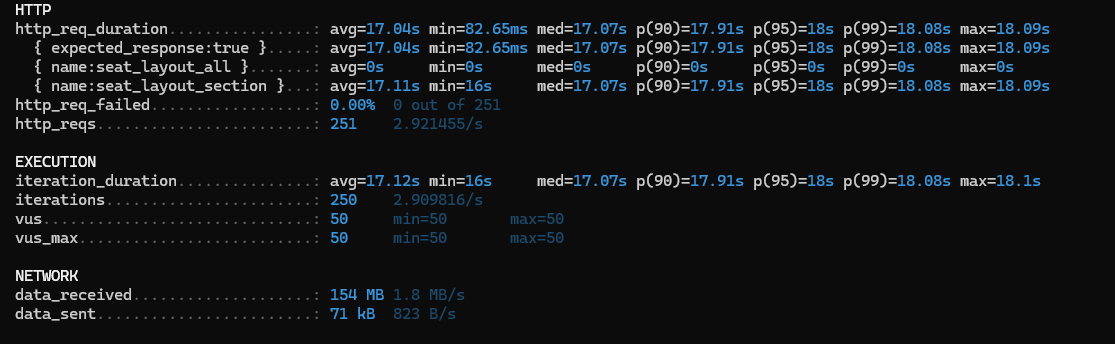 HTTP
http_req_duration..................: avg=17.04s min=82.65ms med=17.07s p(90)=17.91s p(95)=18s p(99)=18.08s max=18.09s
{ expected_response:true }.......: avg=17.04s min=82.65ms med=17.07s p(90)=17.91s p(95)=18s p(99)=18.08s max=18.09s
{ name:seat_layout_all }.........: avg=0s min=0s med=0s p(90)=0s p(95)=0s p(99)=0s max=0s
{ name:seat_layout_section }.....: avg=17.11s min=16s med=17.07s p(90)=17.91s p(95)=18s p(99)=18.08s max=18.09s
http_req_failed....................: 0.00% 0 out of 251
http_reqs..........................: 251 2.921455/s
EXECUTION
iteration_duration.................: avg=17.12s min=16s med=17.07s p(90)=17.91s p(95)=18s p(99)=18.08s max=18.1s
iterations.........................: 250 2.909816/s
vus................................: 50 min=50 max=50
vus_max............................: 50 min=50 max=50
NETWORK
data_received......................: 154 MB 1.8 MB/s
data_sent..........................: 71 kB 823 B/s